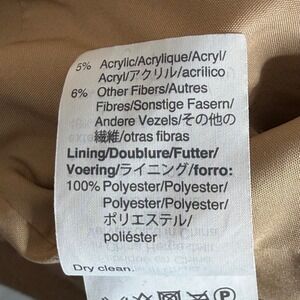 5% Acrylic/Acrylique/Acryl/
Acryl/アクリル/acrílico
6% Other Fibers/Autres
Fibres/Sonstige Fasern/
Andere Vezels/その他の
繊維/otras fibras
Lining/Doublure/Futter/
Voering/ライニング/forro:
100% Polyester/Polyester/
Polyester/Polyester/
ポリエステル/
poliéster
Dry clean.
P